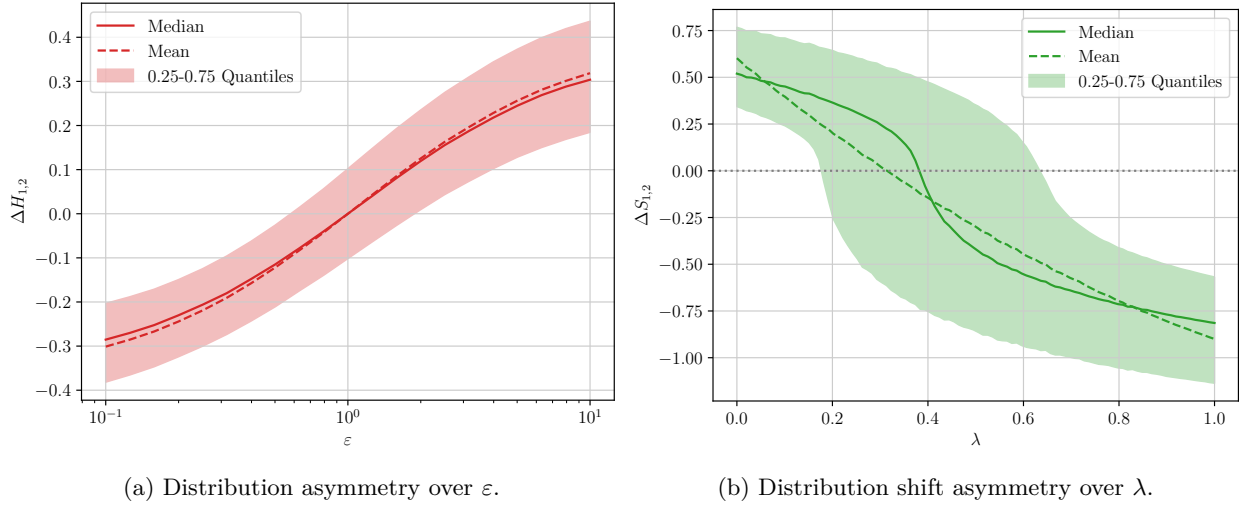 Median
Mean
0.25-0.75 Quantiles
0.4
0.3
0.2
0.1
0.0
−0.1
−0.2
−0.3
−0.4
ΔH₁,₂
10⁻¹
10⁰
10¹
ε
(a) Distribution asymmetry over ε.
Median
Mean
0.25-0.75 Quantiles
0.75
0.50
0.25
0.00
−0.25
−0.50
−0.75
−1.00
ΔS₁,₂
0.0 0.2 0.4 0.6 0.8 1.0
λ
(b) Distribution shift asymmetry over λ.